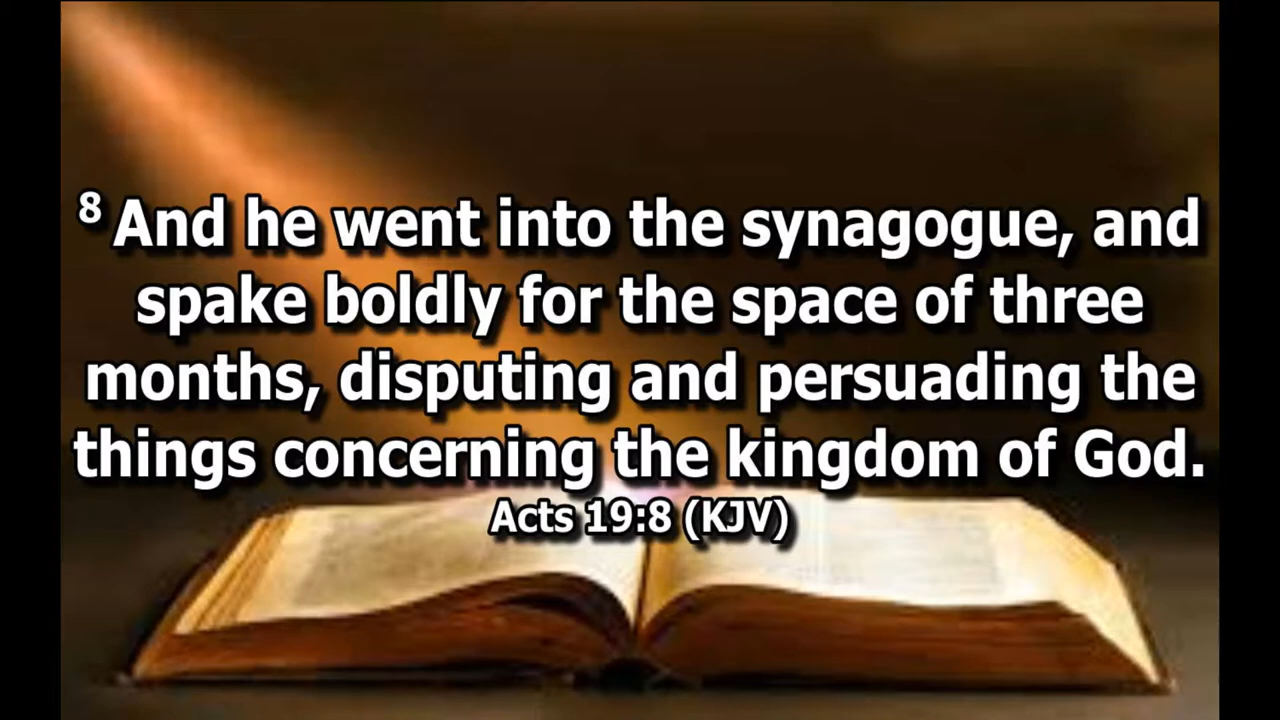 8 And he went into the synagogue, and
spake boldly for the space of three
months, disputing and persuading the
things concerning the kingdom of God.
Acts 19:8 (KJV)